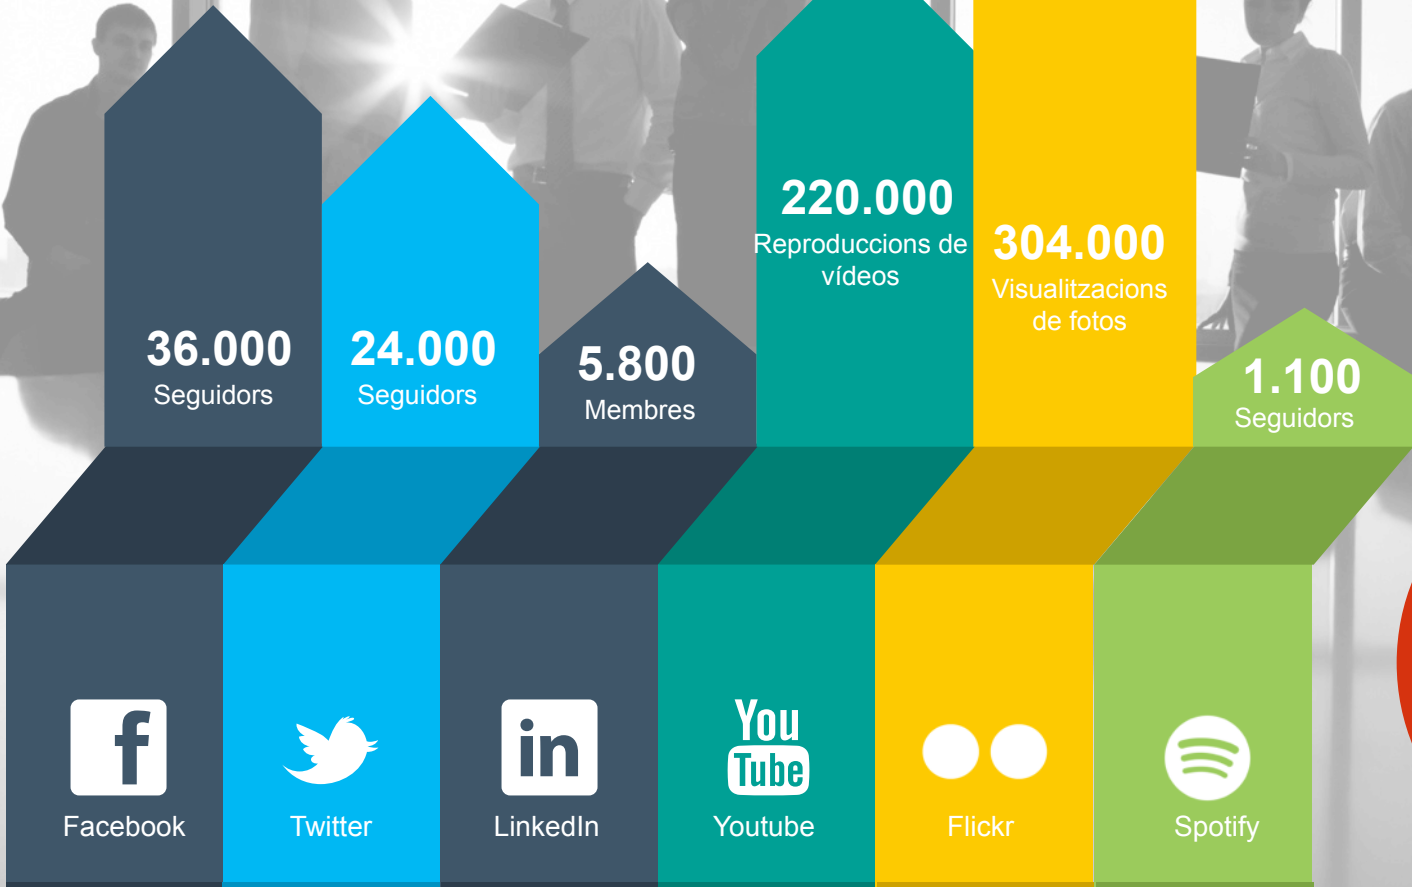 36.000
Seguidors
24.000
Seguidors
5.800
Membres
220.000
Reproduccions de
vídeos
304.000
Visualitzacions
de fotos
1.100
Seguidors
f
in
You
Tube
Facebook
Twitter
LinkedIn
Youtube
Flickr
Spotify